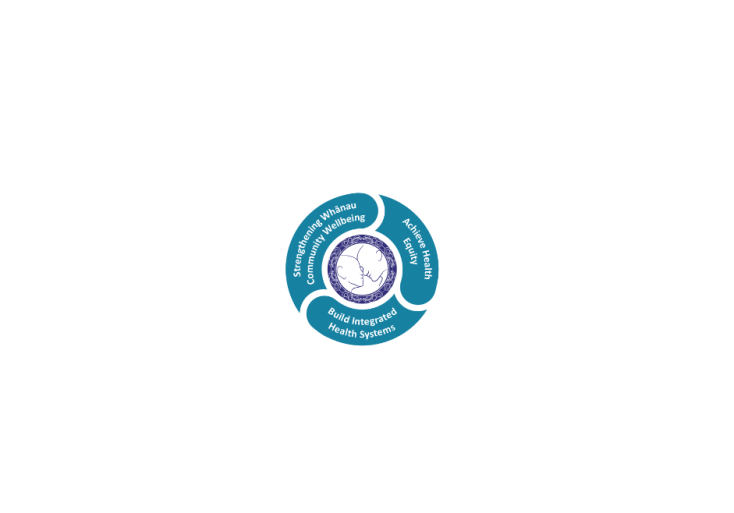 Strengthening Whānau
Community Wellbeing
Achieve Health
Equity
Build Integrated
Health Systems